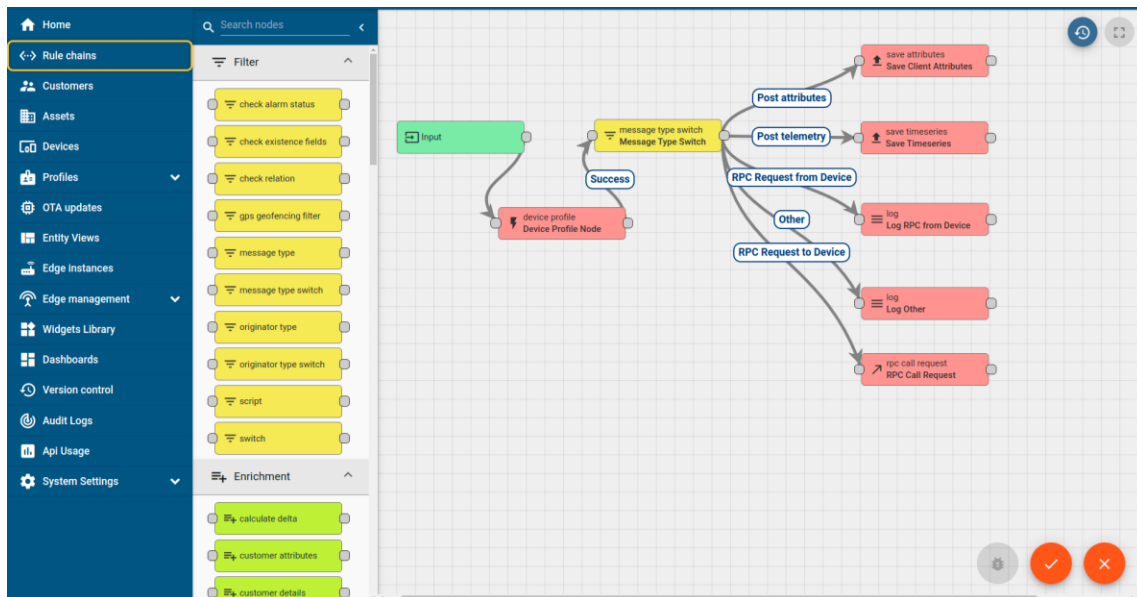 Home
Rule chains
Customers
Assets
Devices
Profiles
OTA updates
Entity Views
Edge instances
Edge management
Widgets Library
Dashboards
Version control
Audit Logs
Api Usage
System Settings
Search nodes
Filter
check alarm status
check existence fields
check relation
gps geofencing filter
message type
message type switch
originator type
originator type switch
script
switch
Enrichment
calculate delta
customer attributes
customer details
Input
device profile
Device Profile Node
Success
message type switch
Message Type Switch
Post attributes
Post telemetry
RPC Request from Device
Other
RPC Request to Device
save attributes
Save Client Attributes
save timeseries
Save Timeseries
log
Log RPC from Device
log
Log Other
rpc call request
RPC Call Request